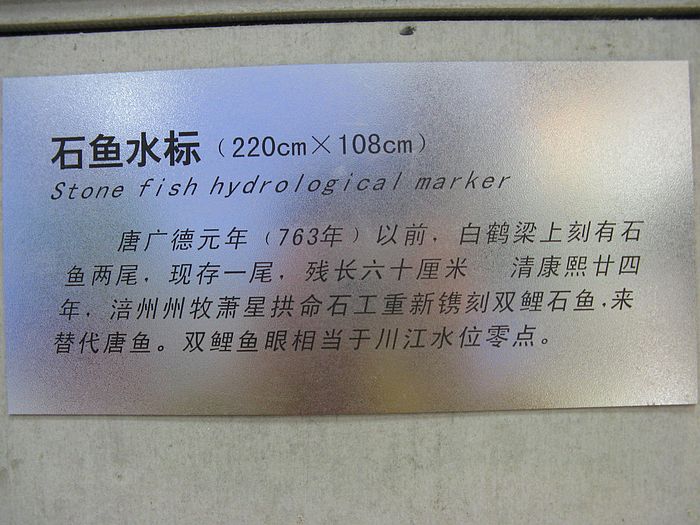 石鱼水标（220cm×108cm）
Stone fish hydrological marker
唐广德元年（763年）以前，白鹤梁上刻有石
鱼两尾，现存一尾，残长六十厘米 清康熙廿四
年，涪州州牧萧星拱命石工重新镌刻双鲤石鱼，来
替代唐鱼。双鲤鱼眼相当于川江水位零点。